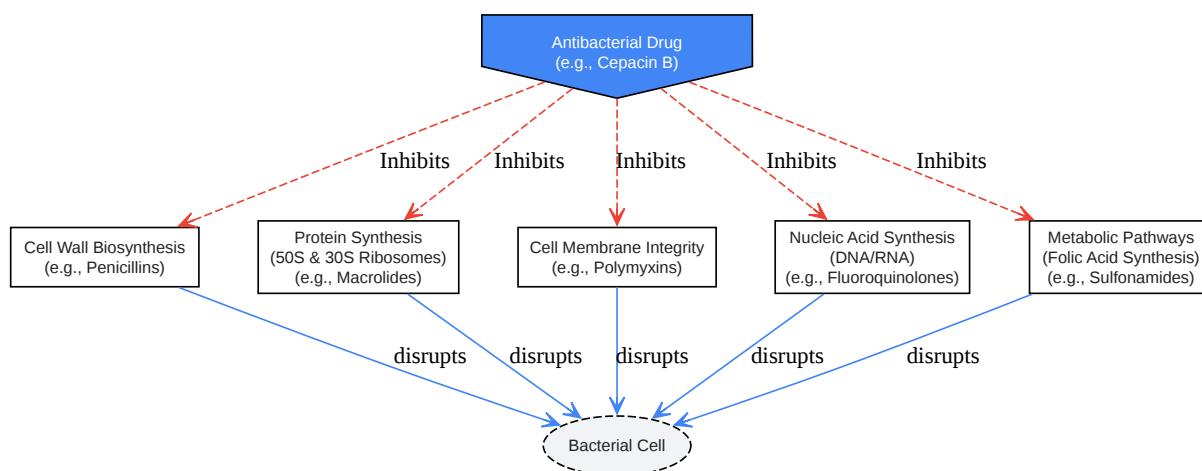 Antibacterial Drug
(e.g., Cepacin B)
Inhibits
Inhibits
Inhibits
Inhibits
Inhibits
Cell Wall Biosynthesis
(e.g., Penicillins)
Protein Synthesis
(50S & 30S Ribosomes)
(e.g., Macrolides)
Cell Membrane Integrity
(e.g., Polymyxins)
Nucleic Acid Synthesis
(DNA/RNA)
(e.g., Fluoroquinolones)
Metabolic Pathways
(Folic Acid Synthesis)
(e.g., Sulfonamides)
disrupts
disrupts
disrupts
disrupts
disrupts
Bacterial Cell